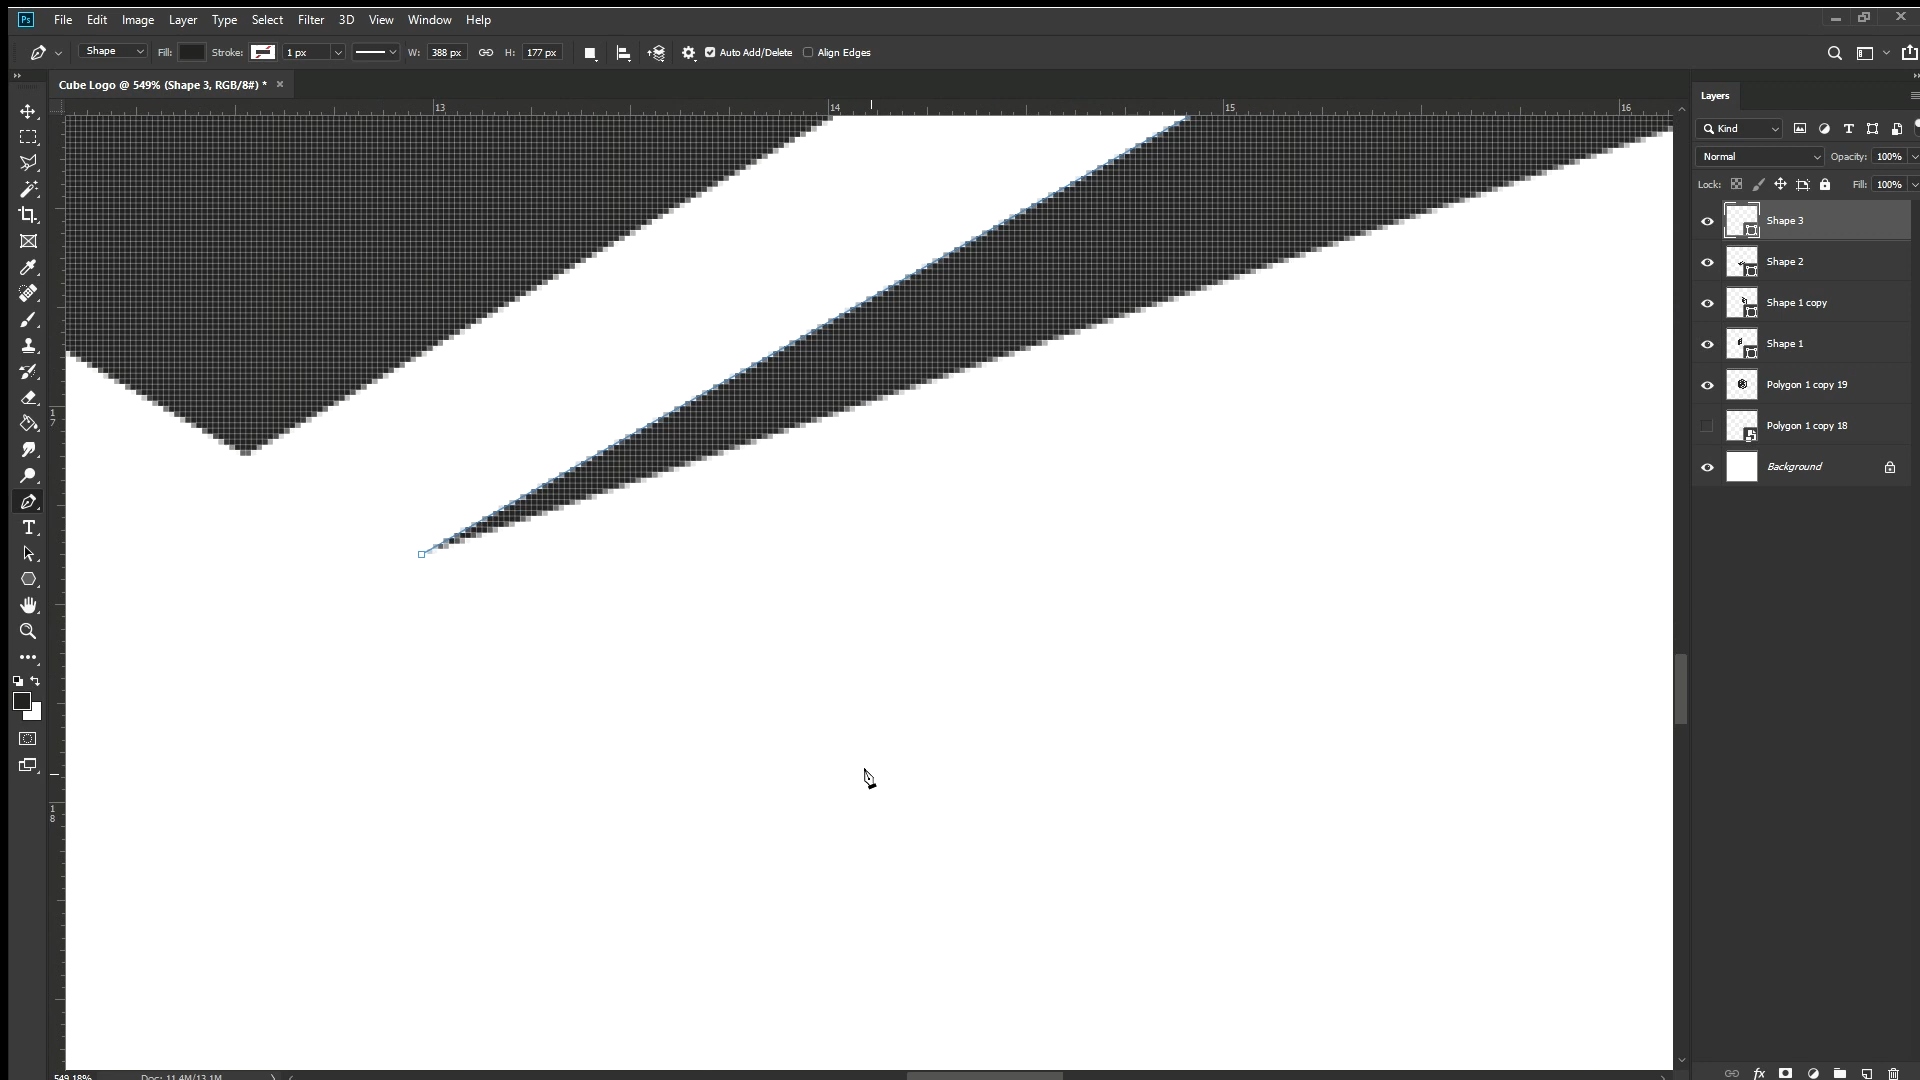 Ps File Edit Image Layer Type Select Filter 3D View Window Help
Shape Fill: Stroke: 1 px W: 388 px H: 177 px Auto Add/Delete Align Edges
Cube Logo @ 549% (Shape 3, RGB/8#) *
13 14 15 16
17
18
Layers
Kind
Normal Opacity: 100%
Lock: Fill: 100%
Shape 3
Shape 2
Shape 1 copy
Shape 1
Polygon 1 copy 19
Polygon 1 copy 18
Background
fx
549.18% Doc: 11.4M/13.1M